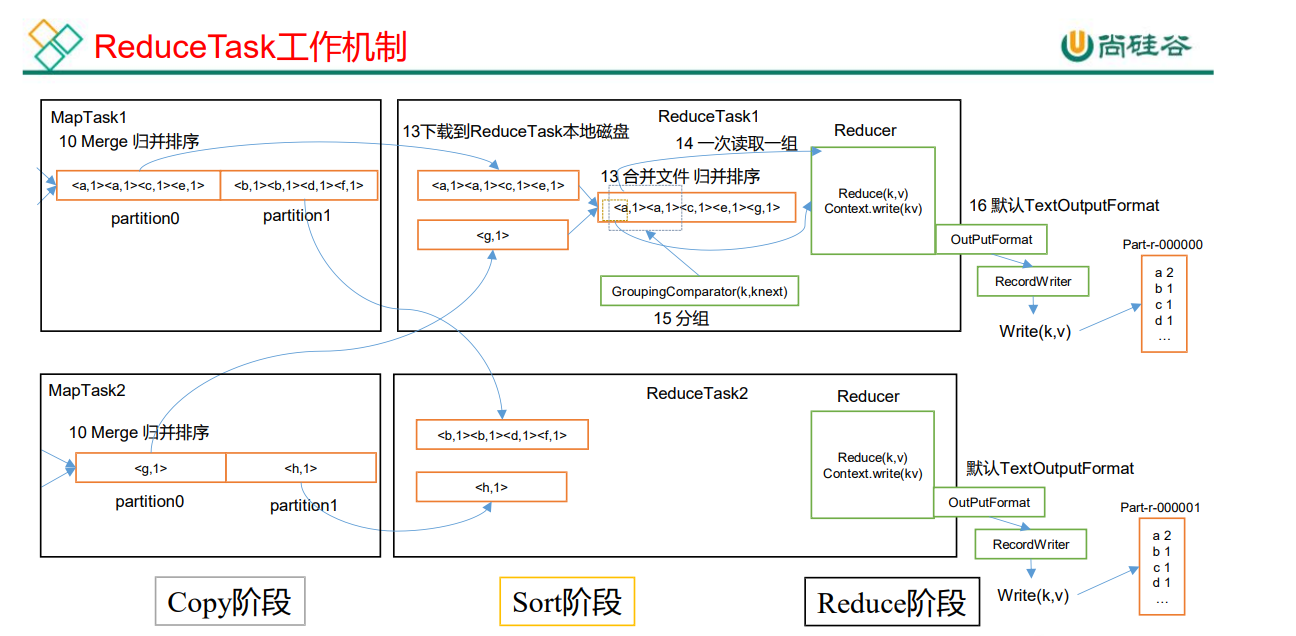 ReduceTask工作机制
尚硅谷
MapTask1
10 Merge 归并排序
<a,1><a,1><c,1><e,1>
<b,1><b,1><d,1><f,1>
partition0
partition1
ReduceTask1
13下载到ReduceTask本地磁盘
14 一次读取一组
Reducer
<a,1><a,1><c,1><e,1>
13 合并文件 归并排序
<a,1><a,1><c,1><e,1><g,1>
<g,1>
GroupingComparator(k,knext)
15 分组
Reduce(k,v)
Context.write(kv)
16 默认TextOutputFormat
OutPutFormat
RecordWriter
Write(k,v)
Part-r-000000
a 2
b 1
c 1
d 1
...
MapTask2
10 Merge 归并排序
<g,1>
<h,1>
partition0
partition1
ReduceTask2
Reducer
<b,1><b,1><d,1><f,1>
<h,1>
Reduce(k,v)
Context.write(kv)
默认TextOutputFormat
OutPutFormat
RecordWriter
Write(k,v)
Part-r-000001
a 2
b 1
c 1
d 1
...
Copy阶段
Sort阶段
Reduce阶段